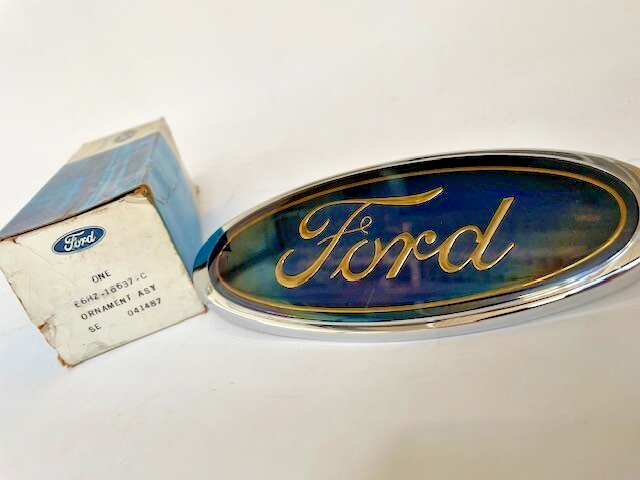 Ford
ONE
E6HZ-16637-C
ORNAMENT ASY
SE 041487
Ford